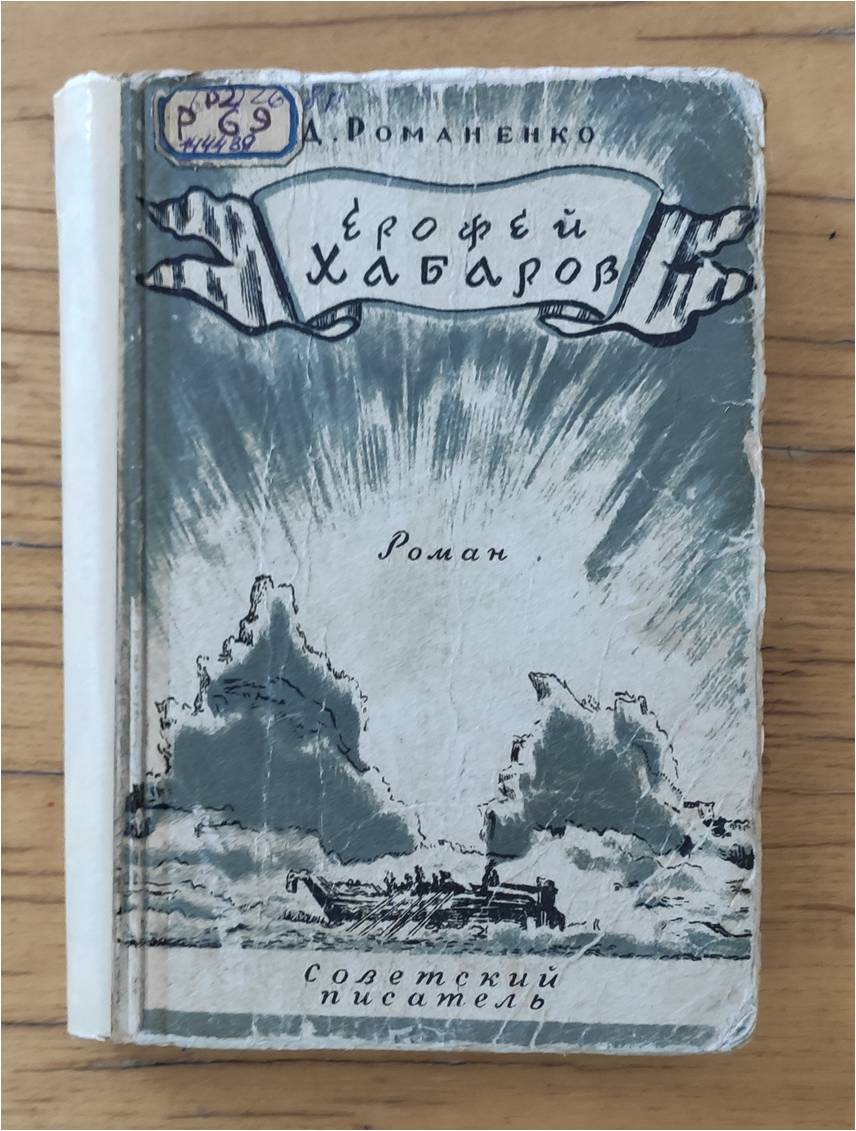 Р 69
Д. Романенко
Ерофей
Хабаров
Роман
Советский
писатель